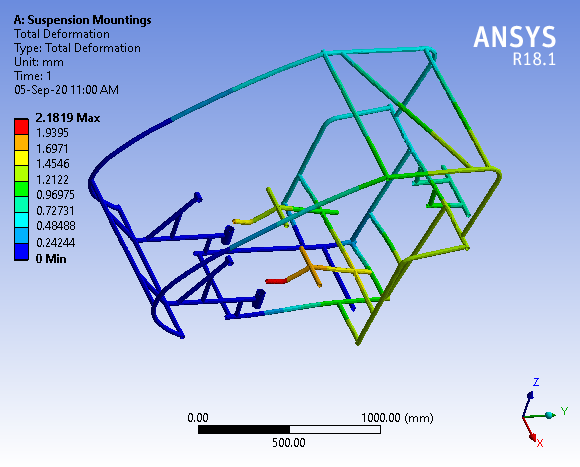 A: Suspension Mountings
Total Deformation
Type: Total Deformation
Unit: mm
Time: 1
05-Sep-20 11:00 AM
ANSYS
R18.1
2.1819 Max
1.9395
1.6971
1.4546
1.2122
0.96975
0.72731
0.48488
0.24244
0 Min
0.00
1000.00 (mm)
500.00
Z
Y
X